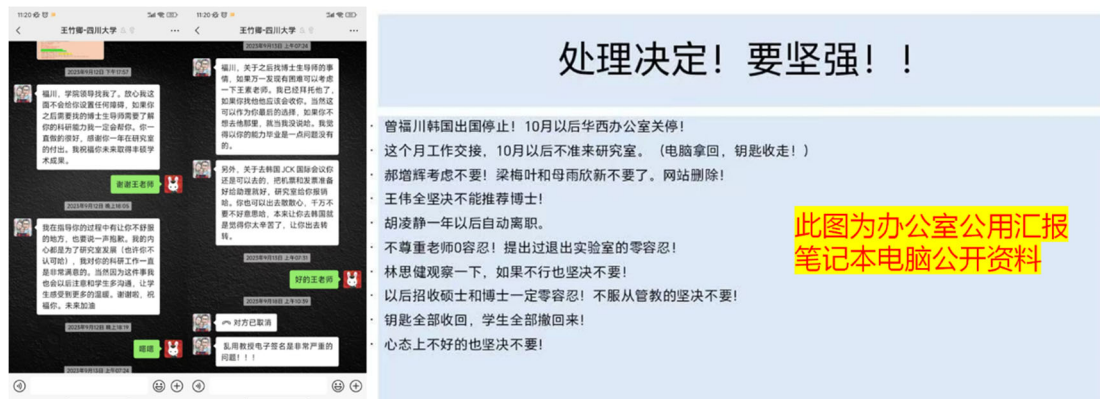 11:20
王竹卿-四川大学
2023年9月12日 下午17:57
福川，学院领导找我了。放心我这
面不会给你设置任何障碍，如果你
之后需要找的博士生导师需要了解
你的科研能力我一定会帮你。你一
直做的很好，感谢你一年在研究室
的付出。我祝福你未来取得丰硕学
术成果。
谢谢王老师
2023年9月12日 晚上18:05
我在指导你的过程中有让你不舒服
的地方，也要说一声抱歉。我的内
心都是为了研究室发展（也许你不
认可哈），我对你的科研工作一直
是非常满意的。当然因为这件事我
也会以后注意和学生多沟通，让学
生感受到更多的温暖。谢谢啦，祝
福你。未来加油
2023年9月12日 晚上18:19
嗯嗯
2023年9月13日 上午07:24
11:20
王竹卿-四川大学
2023年9月13日 上午07:24
福川，关于之后找博士生导师的事
情，如果万一发现有困难可以考虑
一下王素老师。我已经拜托他了，
如果你找他他应该会收你。当然这
可以作为你最后的选择，如果你不
想去他那里，就当我没说哈。我觉
得以你的能力毕业是一点问题没有
的。
另外，关于去韩国JCK国际会议你
还是可以去的，把机票和发票准备
好给助理就好，研究室给你报销
哈。你也可以出去散散心，千万不
要不好意思哈，本来让你去韩国就
是觉得你太辛苦了，让你出去转
转。
2023年9月13日 上午07:31
好的王老师
对方已取消
乱用教授电子签名是非常严重的
问题！！！
处理决定！要坚强！！
· 曾福川韩国出国停止！10月以后华西办公室关停！
· 这个月工作交接，10月以后不准来研究室。（电脑拿回，钥匙收走！）
· 郝增辉考虑不要！梁梅叶和母雨欣新不要了。网站删除！
· 王伟全坚决不能推荐博士！
· 胡凌静一年以后自动离职。
· 不尊重老师0容忍！提出过退出实验室的零容忍！
· 林思健观察一下，如果不行也坚决不要！
· 以后招收硕士和博士一定零容忍！不服从管教的坚决不要！
· 钥匙全部收回，学生全部撤回来！
· 心态上不好的也坚决不要！
此图为办公室公用汇报
笔记本电脑公开资料